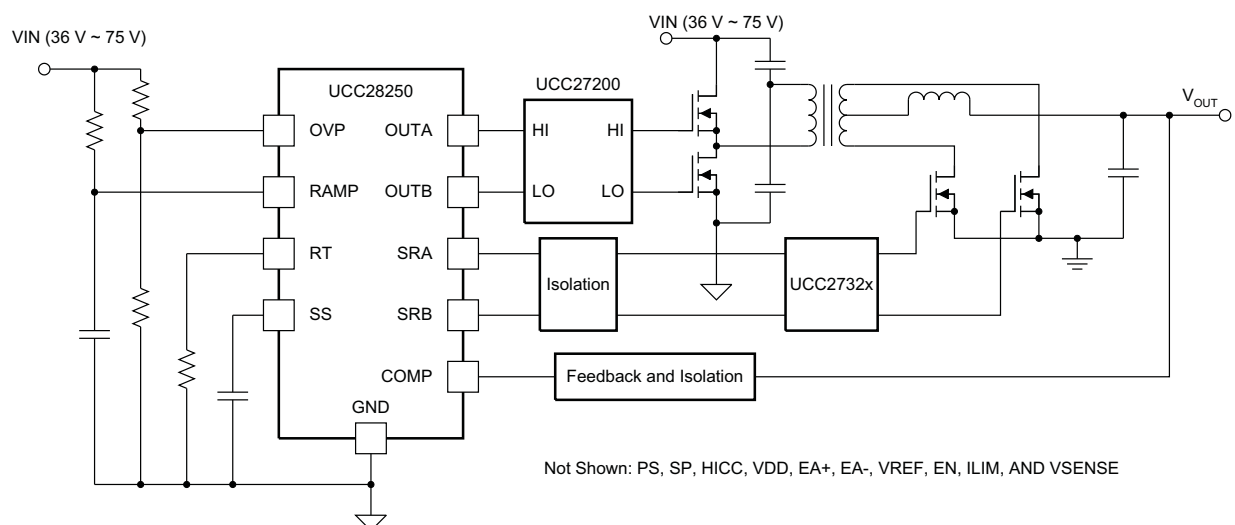 VIN (36 V ~ 75 V)
VIN (36 V ~ 75 V)
UCC28250
UCC27200
VOUT
OVP
OUTA
HI
HI
RAMP
OUTB
LO
LO
RT
SRA
Isolation
UCC2732x
SS
SRB
COMP
Feedback and Isolation
GND
Not Shown: PS, SP, HICC, VDD, EA+, EA-, VREF, EN, ILIM, AND VSENSE